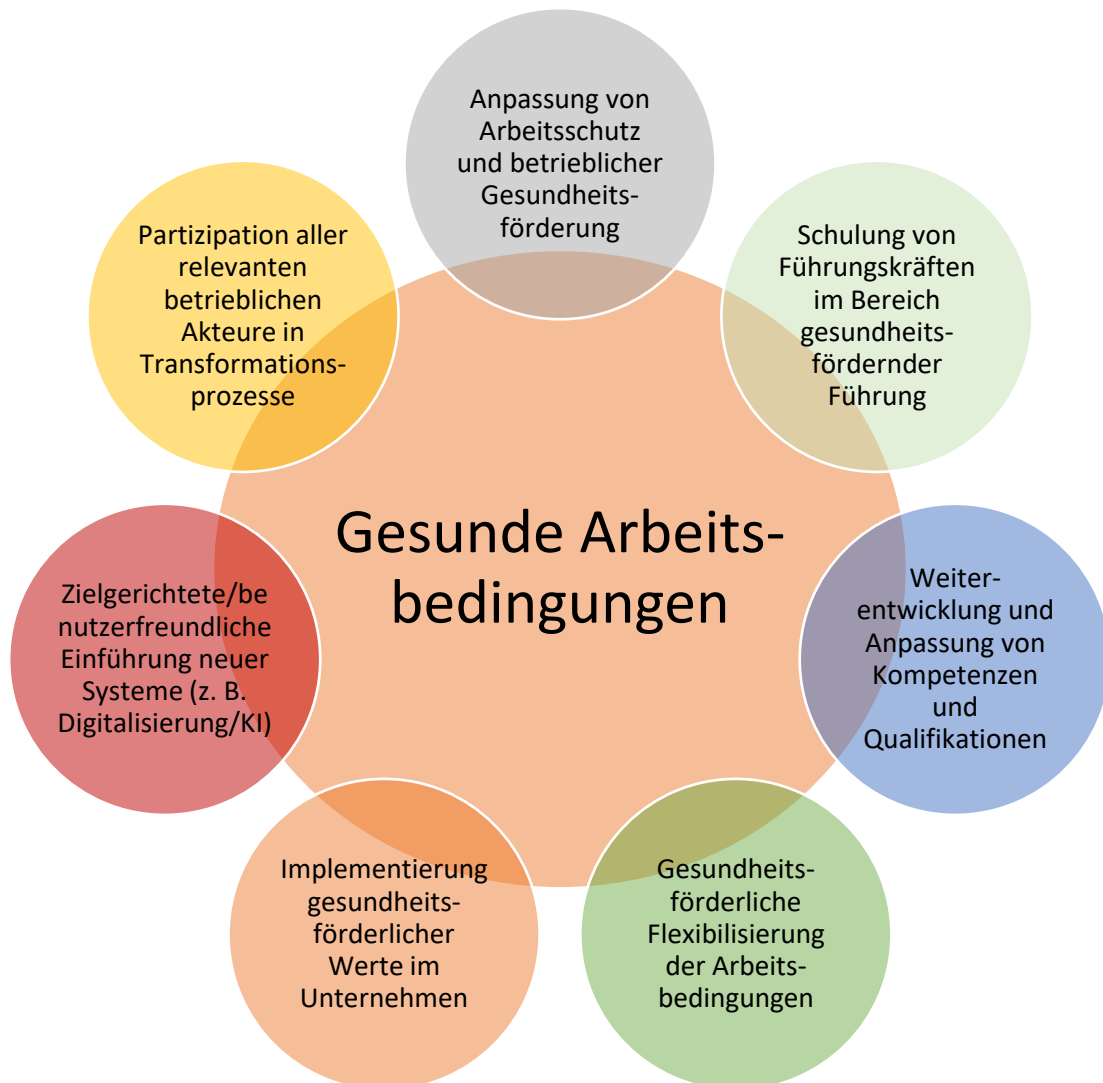 Anpassung von
Arbeitsschutz
und betrieblicher
Gesundheits-
förderung
Schulung von
Führungskräften
im Bereich
gesundheits-
fördernder
Führung
Weiter-
entwicklung und
Anpassung von
Kompetenzen
und
Qualifikationen
Gesundheits-
förderliche
Flexibilisierung
der Arbeits-
bedingungen
Implementierung
gesundheits-
förderlicher
Werte im
Unternehmen
Zielgerichtete/be
nutzerfreundliche
Einführung neuer
Systeme (z. B.
Digitalisierung/KI)
Partizipation aller
relevanten
betrieblichen
Akteure in
Transformations-
prozesse
Gesunde Arbeits-
bedingungen